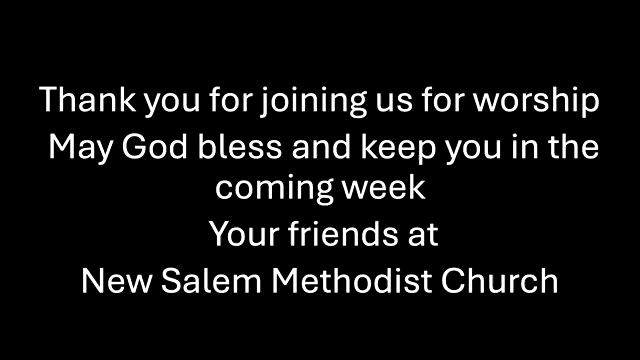 Thank you for joining us for worship
May God bless and keep you in the
coming week
Your friends at
New Salem Methodist Church